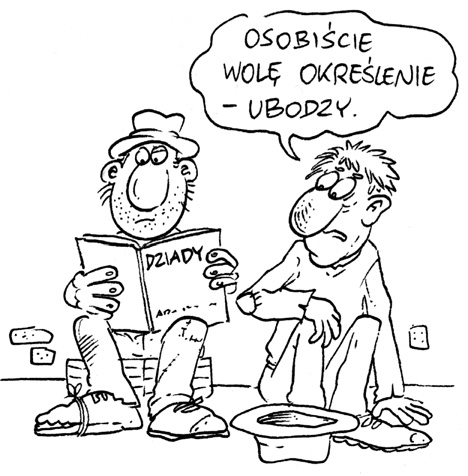 OSOBIŚCIE
WOLĘ OKREŚLENIE
– UBODZY.
DZIADY